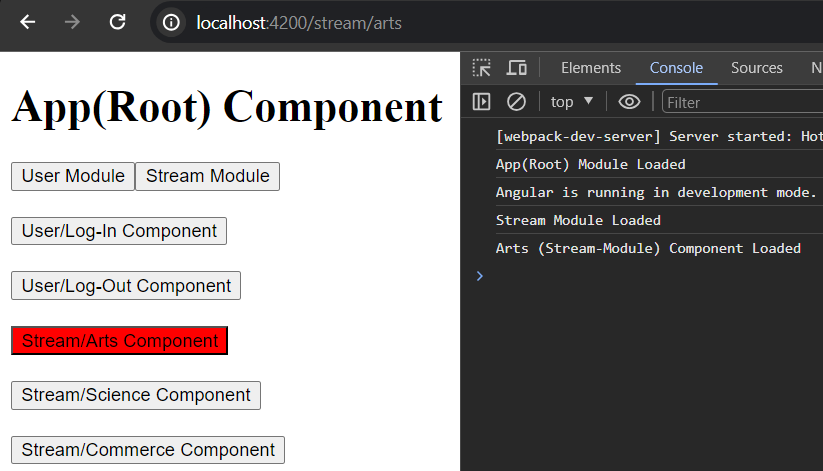 localhost:4200/stream/arts
App(Root) Component
User Module Stream Module
User/Log-In Component
User/Log-Out Component
Stream/Arts Component
Stream/Science Component
Stream/Commerce Component
Elements Console Sources N
top Filter
[webpack-dev-server] Server started: Hot
App(Root) Module Loaded
Angular is running in development mode.
Stream Module Loaded
Arts (Stream-Module) Component Loaded